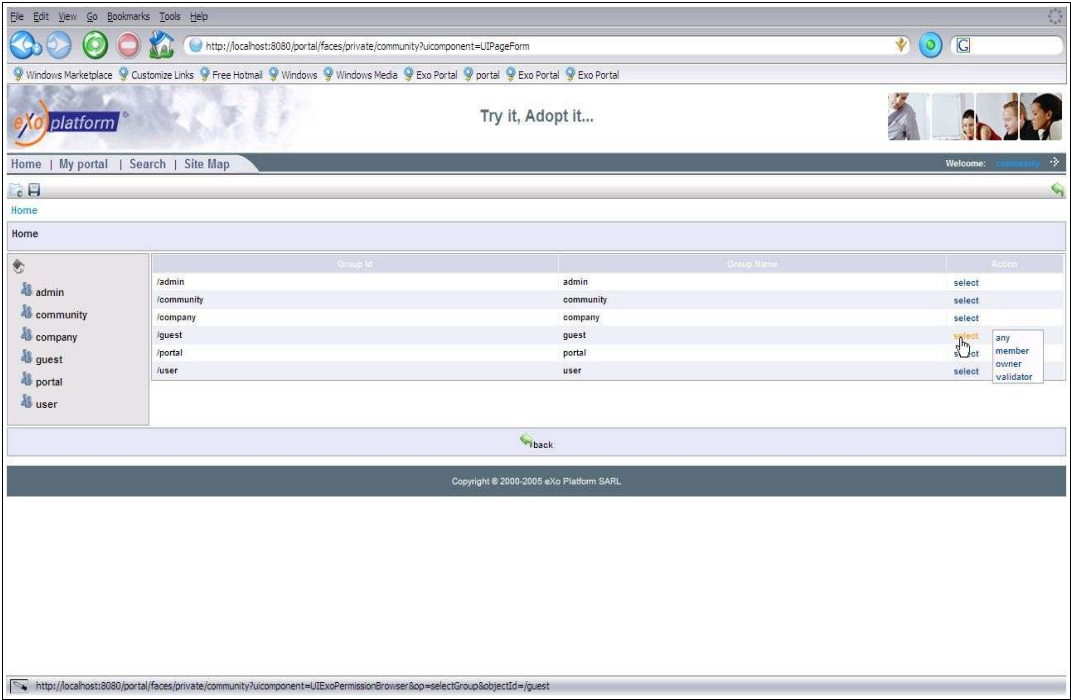 File Edit View Go Bookmarks Tools Help
http://localhost:8080/portal/faces/private/community?uicomponent=UIPageForm
G
Windows Marketplace Customize Links Free Hotmail Windows Windows Media Exo Portal portal Exo Portal Exo Portal
eXo platform ®
Try it, Adopt it...
Home | My portal | Search | Site Map
Welcome: community
Home
Home
Group Id Group Name Action
admin
community
company
guest
portal
user
/admin admin select
/community community select
/company company select
/guest guest select
/portal portal select
/user user select
any
member
owner
validator
back
Copyright © 2000-2005 eXo Platform SARL
http://localhost:8080/portal/faces/private/community?uicomponent=UIExoPermissionBrowser&op=selectGroup&objectId=/guest